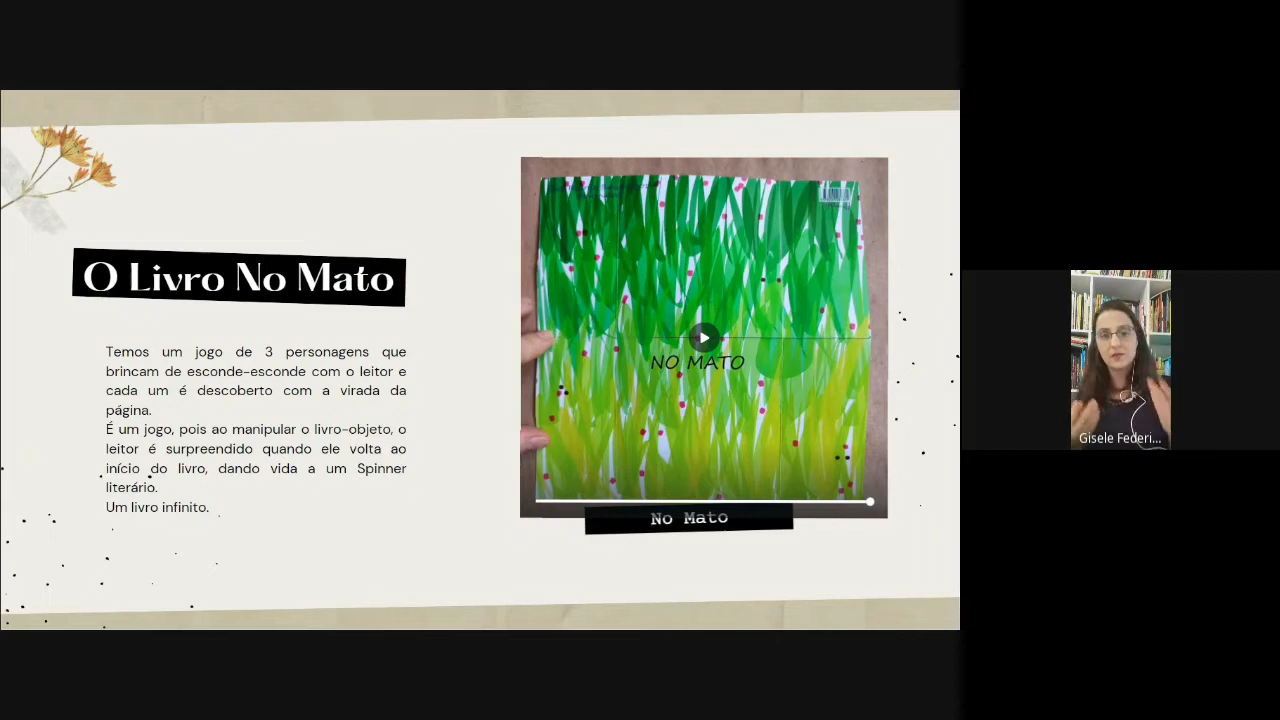 O Livro No Mato
Temos um jogo de 3 personagens que
brincam de esconde-esconde com o leitor e
cada um é descoberto com a virada da
página.
É um jogo, pois ao manipular o livro-objeto, o
leitor é surpreendido quando ele volta ao
início do livro, dando vida a um Spinner
literário.
Um livro infinito.
NO MATO
No Mato
Gisele Federi...